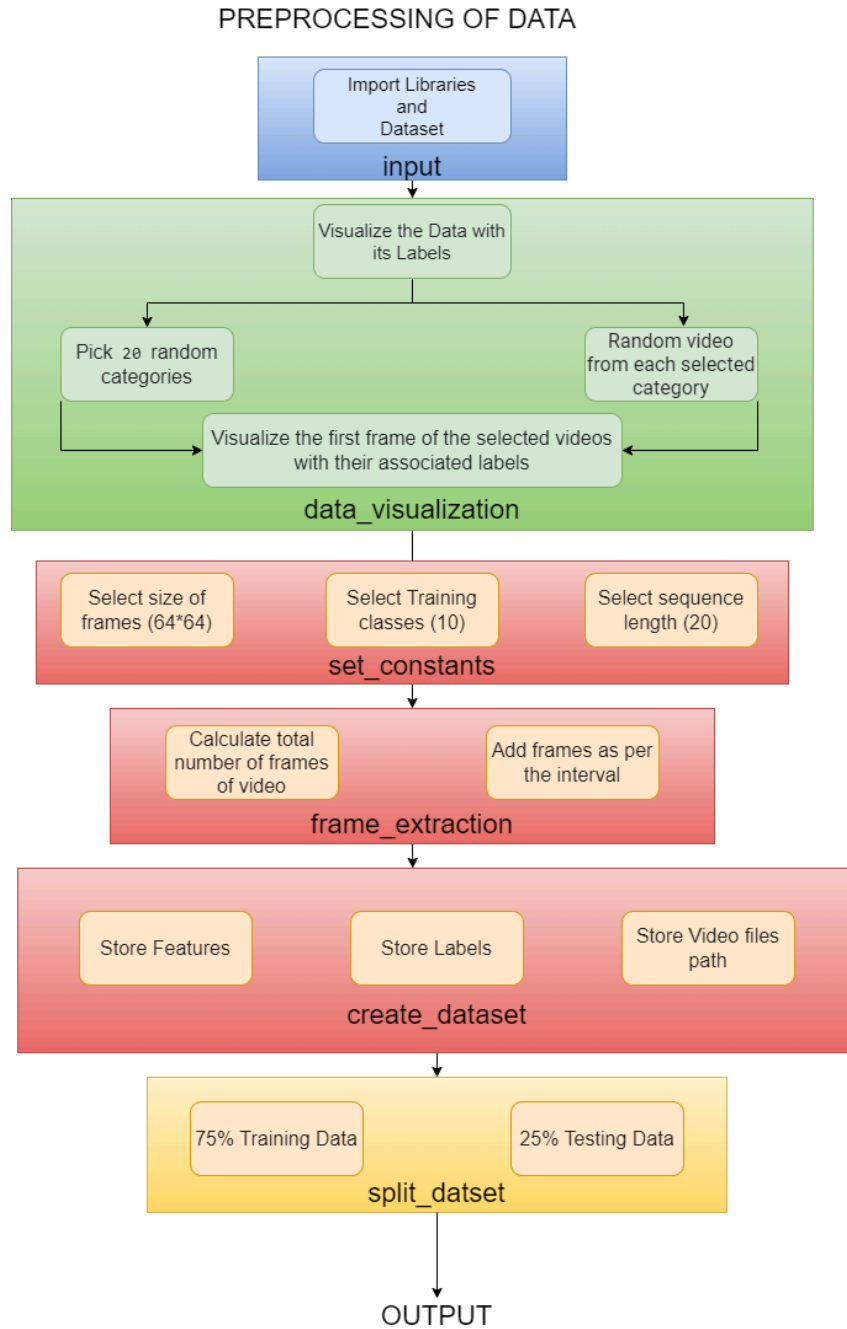 PREPROCESSING OF DATA
Import Libraries
and
Dataset
input
Visualize the Data with
its Labels
Pick 20 random
categories
Random video
from each selected
category
Visualize the first frame of the selected videos
with their associated labels
data_visualization
Select size of
frames (64*64)
Select Training
classes (10)
Select sequence
length (20)
set_constants
Calculate total
number of frames
of video
Add frames as per
the interval
frame_extraction
Store Features
Store Labels
Store Video files
path
create_dataset
75% Training Data
25% Testing Data
split_datset
OUTPUT